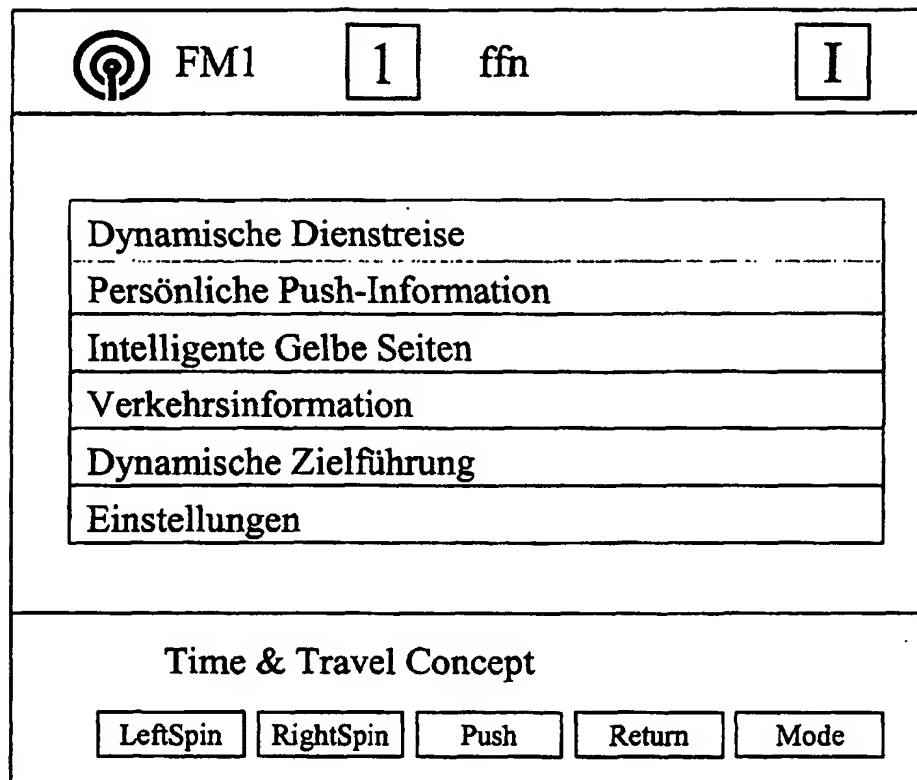 FM1 1 ffn I
Dynamische Dienstreise
Persönliche Push-Information
Intelligente Gelbe Seiten
Verkehrsinformation
Dynamische Zielführung
Einstellungen
Time & Travel Concept
LeftSpin RightSpin Push Return Mode